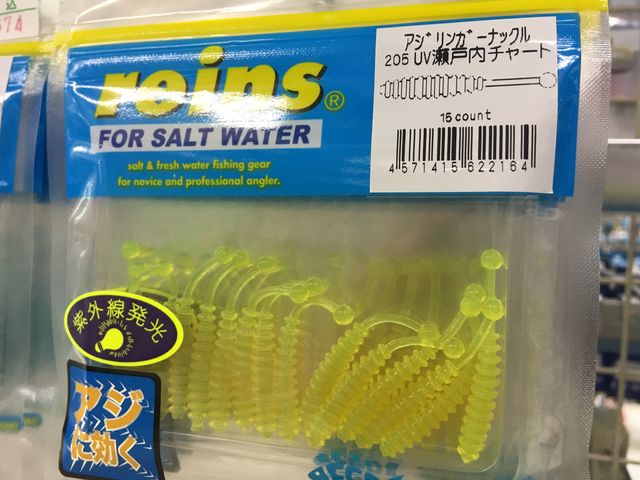 reins®
FOR SALT WATER
salt & fresh water fishing gear
for novice and professional angler.
アジリンガーナックル
205 UV瀬戸内チャート
15 count
4 571415 622164
紫外線発光
アジ
に効く